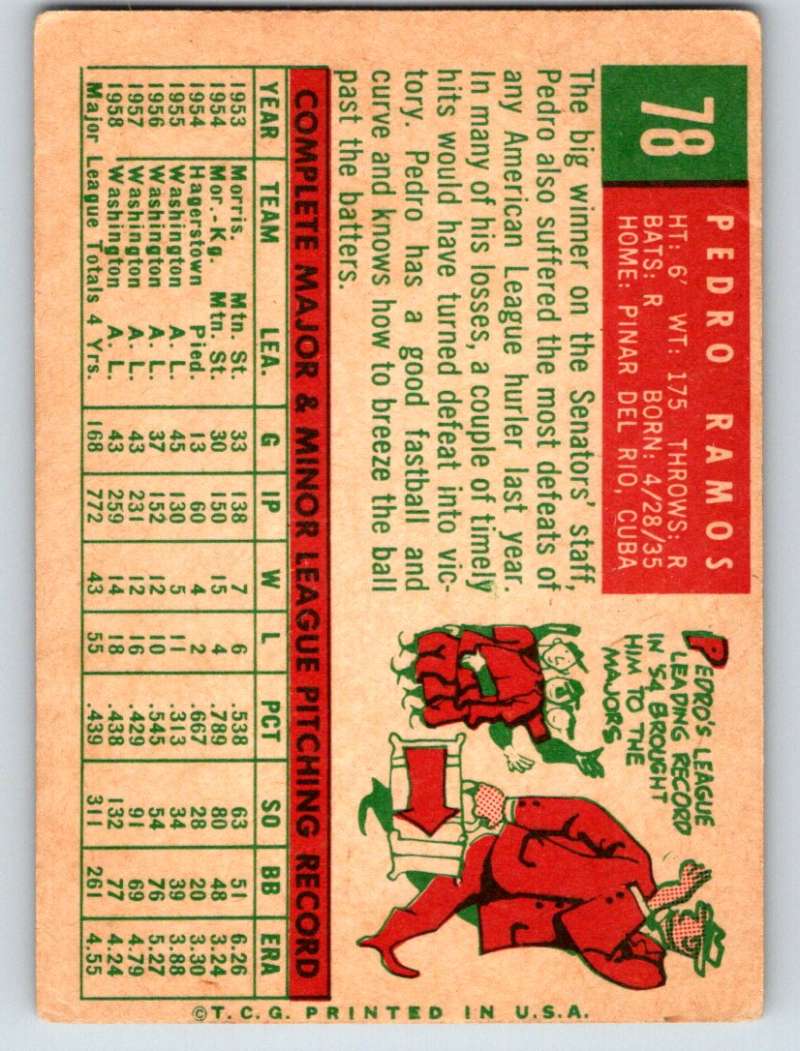 78
PEDRO RAMOS
HT: 6' WT: 175 THROWS: R
BATS: R BORN: 4/28/35
HOME: PINAR DEL RIO, CUBA
The big winner on the Senators' staff,
Pedro also suffered the most defeats of
any American League hurler last year.
In many of his losses, a couple of timely
hits would have turned defeat into vic-
tory. Pedro has a good fastball and
curve and knows how to breeze the ball
past the batters.
PEDRO'S LEAGUE
LEADING RECORD
IN '54 BROUGHT
HIM TO THE
MAJORS
COMPLETE MAJOR & MINOR LEAGUE PITCHING RECORD
YEAR TEAM LEA. G IP W L PCT SO BB ERA
1953 Morris. Mtn. St. 33 138 7 6 .538 63 51 6.26
1954 Mor.-Kg. Mtn. St. 30 150 15 4 .789 80 48 3.24
1954 Hagerstown Pied. 13 60 4 2 .667 28 20 3.30
1955 Washington A. L. 45 130 5 11 .313 34 39 3.88
1956 Washington A. L. 37 152 12 10 .545 54 76 5.27
1957 Washington A. L. 43 231 12 16 .429 91 69 4.79
1958 Washington A. L. 43 259 14 18 .438 132 77 4.24
Major League Totals 4 Yrs. 168 772 43 55 .439 311 261 4.55
©T.C.G. PRINTED IN U.S.A.